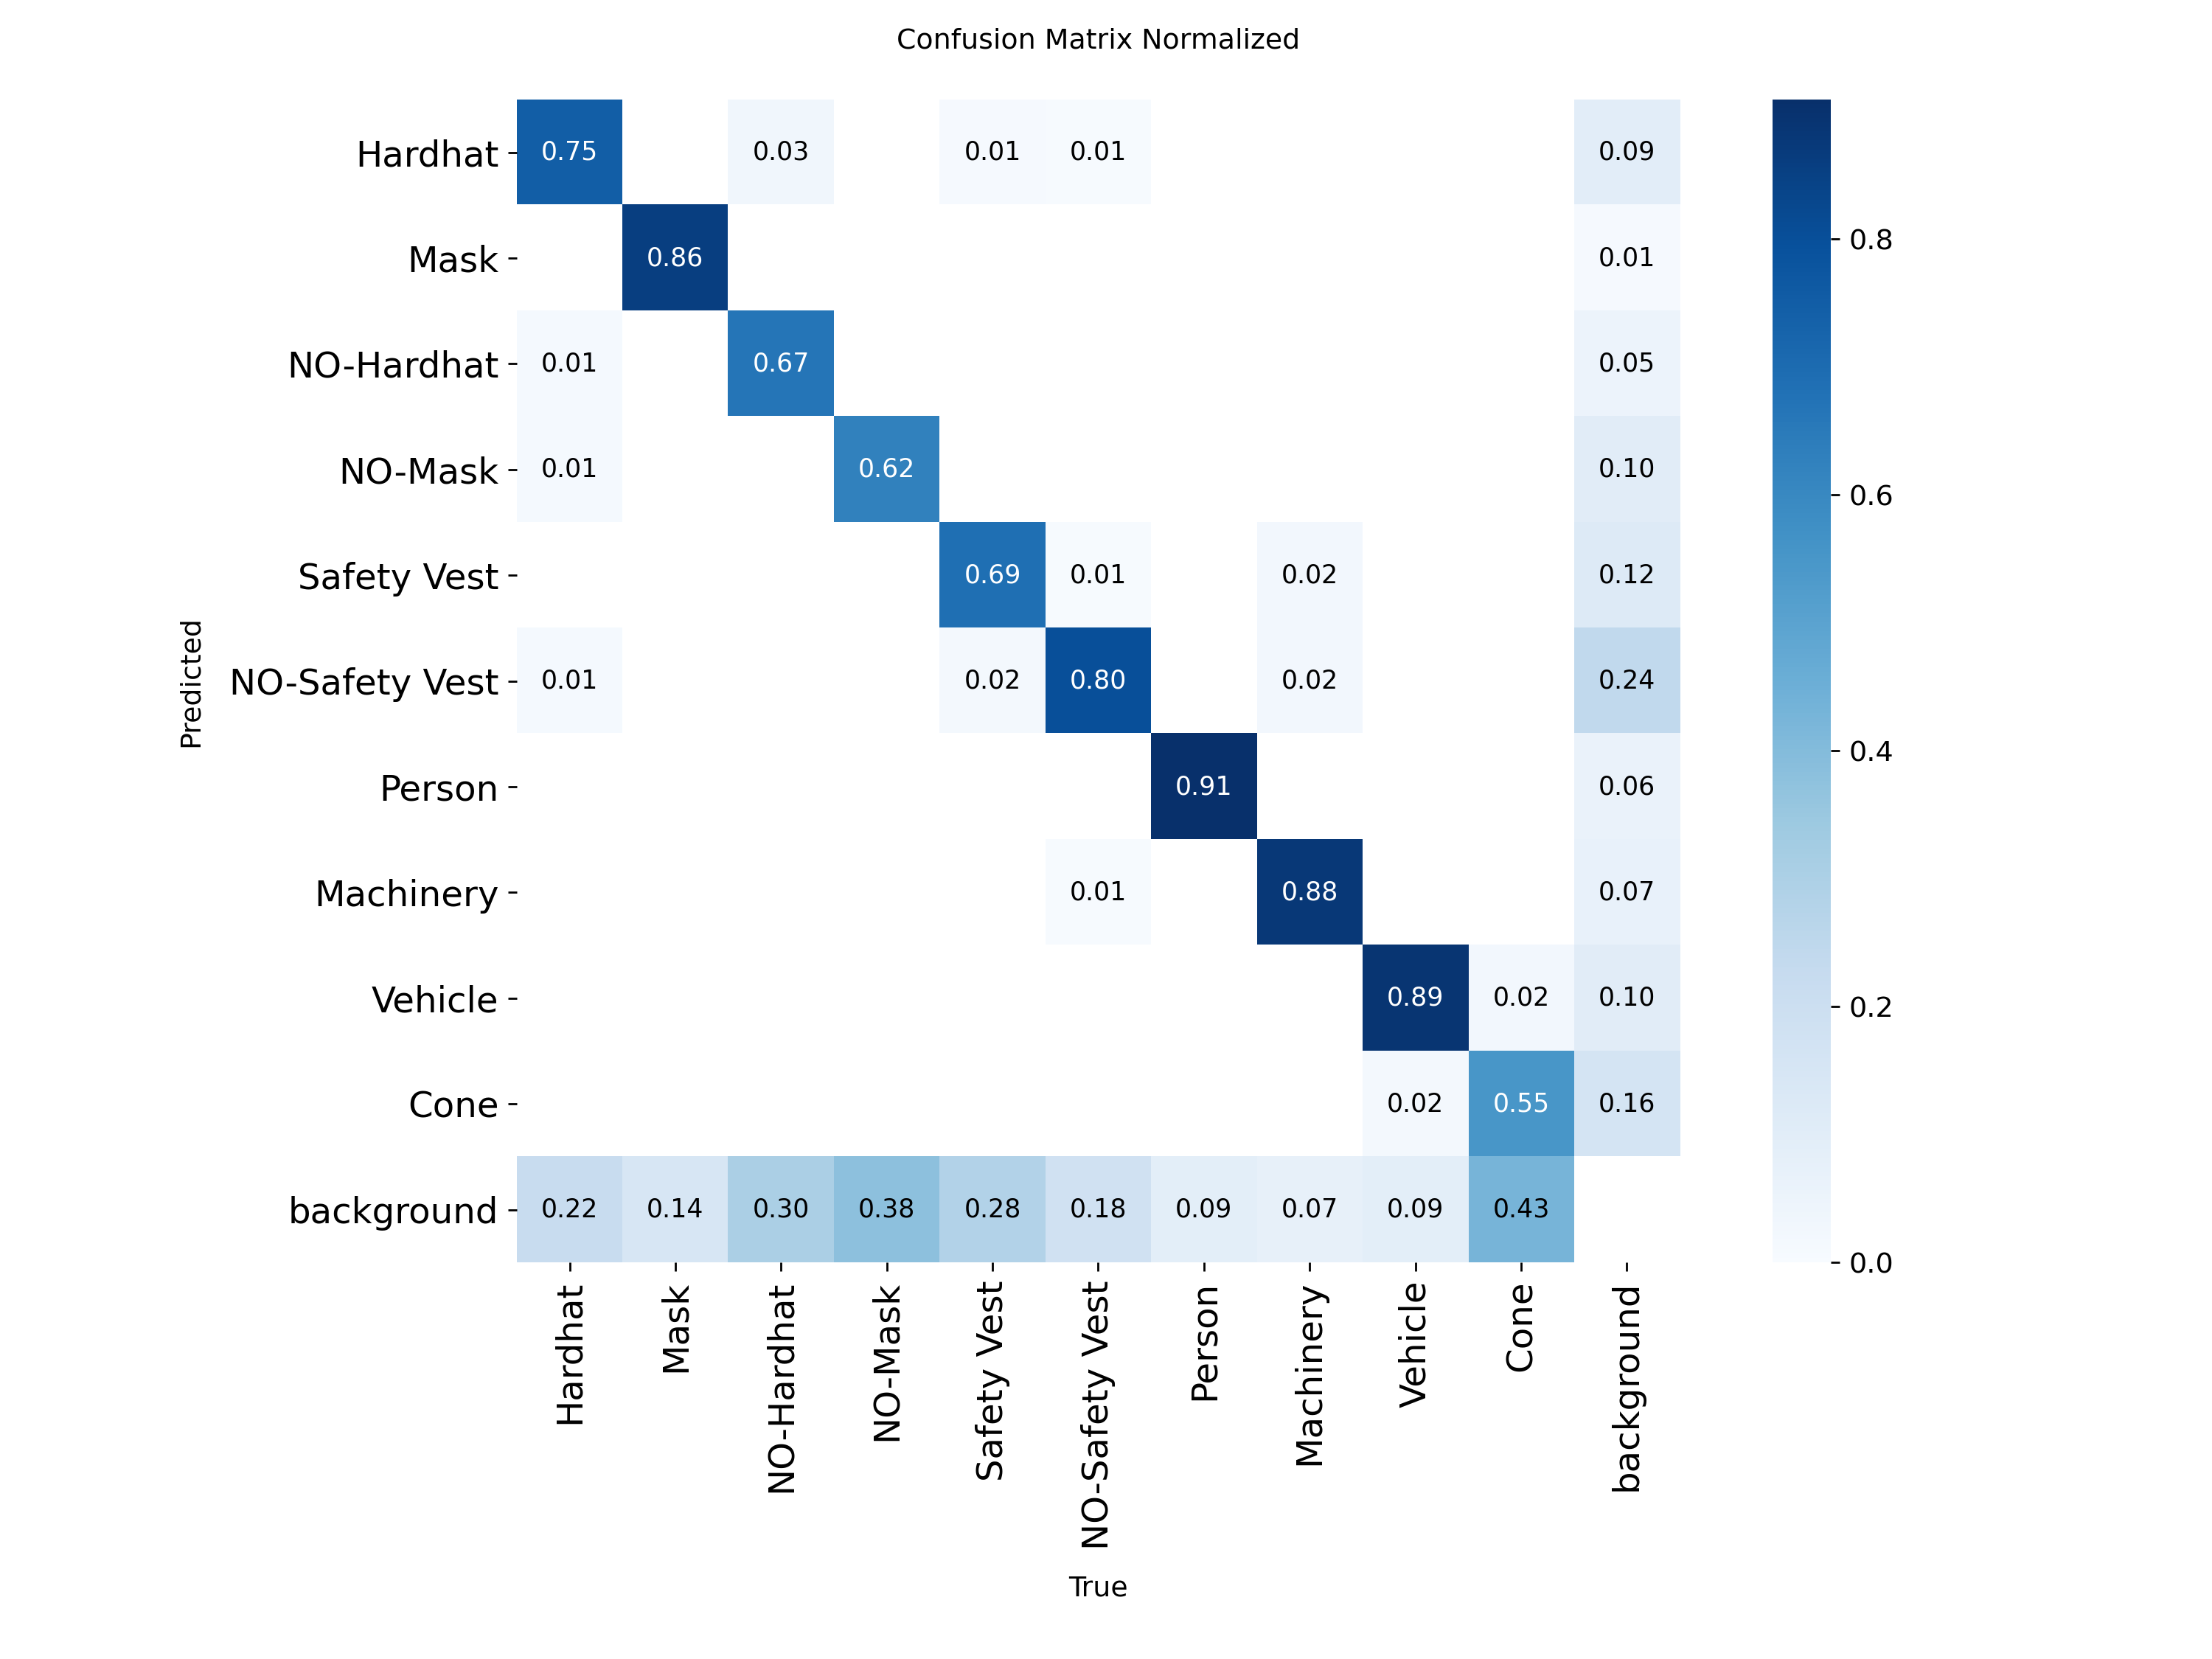 Confusion Matrix Normalized
Hardhat 0.75 0.03 0.01 0.01 0.09
Mask 0.86 0.01
NO-Hardhat 0.01 0.67 0.05
NO-Mask 0.01 0.62 0.10
Safety Vest 0.69 0.01 0.02 0.12
NO-Safety Vest 0.01 0.02 0.80 0.02 0.24
Person 0.91 0.06
Machinery 0.01 0.88 0.07
Vehicle 0.89 0.02 0.10
Cone 0.02 0.55 0.16
background 0.22 0.14 0.30 0.38 0.28 0.18 0.09 0.07 0.09 0.43
Predicted
Hardhat
Mask
NO-Hardhat
NO-Mask
Safety Vest
NO-Safety Vest
Person
Machinery
Vehicle
Cone
background
True
0.8
0.6
0.4
0.2
0.0